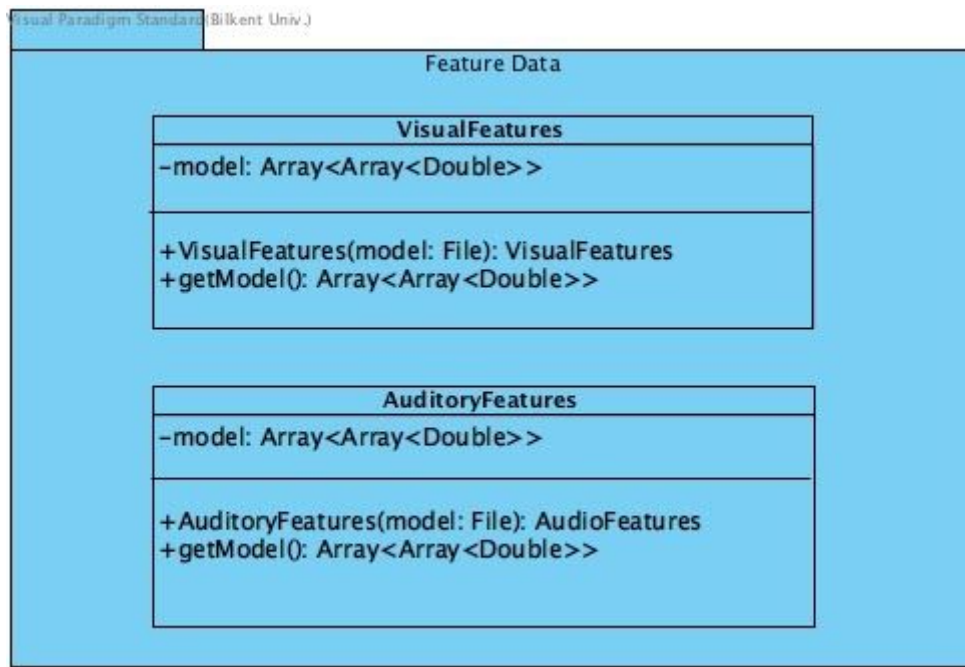 Visual Paradigm Standard(Bilkent Univ.)
Feature Data
VisualFeatures
-model: Array<Array<Double>>
+VisualFeatures(model: File): VisualFeatures
+getModel(): Array<Array<Double>>
AuditoryFeatures
-model: Array<Array<Double>>
+AuditoryFeatures(model: File): AudioFeatures
+getModel(): Array<Array<Double>>